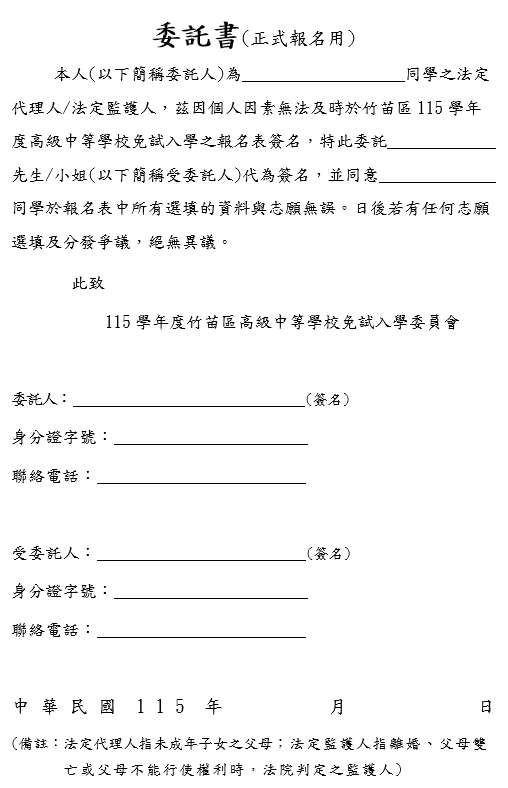 委託書(正式報名用)
本人(以下簡稱委託人)為＿＿＿＿＿＿＿＿＿＿同學之法定
代理人/法定監護人，茲因個人因素無法及時於竹苗區 115 學年
度高級中等學校免試入學之報名表簽名，特此委託＿＿＿＿＿＿＿
先生/小姐(以下簡稱受委託人)代為簽名，並同意＿＿＿＿＿＿＿
同學於報名表中所有選填的資料與志願無誤。日後若有任何志願
選填及分發爭議，絕無異議。
此致
115 學年度竹苗區高級中等學校免試入學委員會
委託人：＿＿＿＿＿＿＿＿＿＿＿＿＿＿(簽名)
身分證字號：＿＿＿＿＿＿＿＿＿＿＿＿
聯絡電話：＿＿＿＿＿＿＿＿＿＿＿＿＿
受委託人：＿＿＿＿＿＿＿＿＿＿＿＿＿(簽名)
身分證字號：＿＿＿＿＿＿＿＿＿＿＿＿
聯絡電話：＿＿＿＿＿＿＿＿＿＿＿＿＿
中 華 民 國 1 1 5 年 月 日
(備註：法定代理人指未成年子女之父母；法定監護人指離婚、父母雙
亡或父母不能行使權利時，法院判定之監護人)